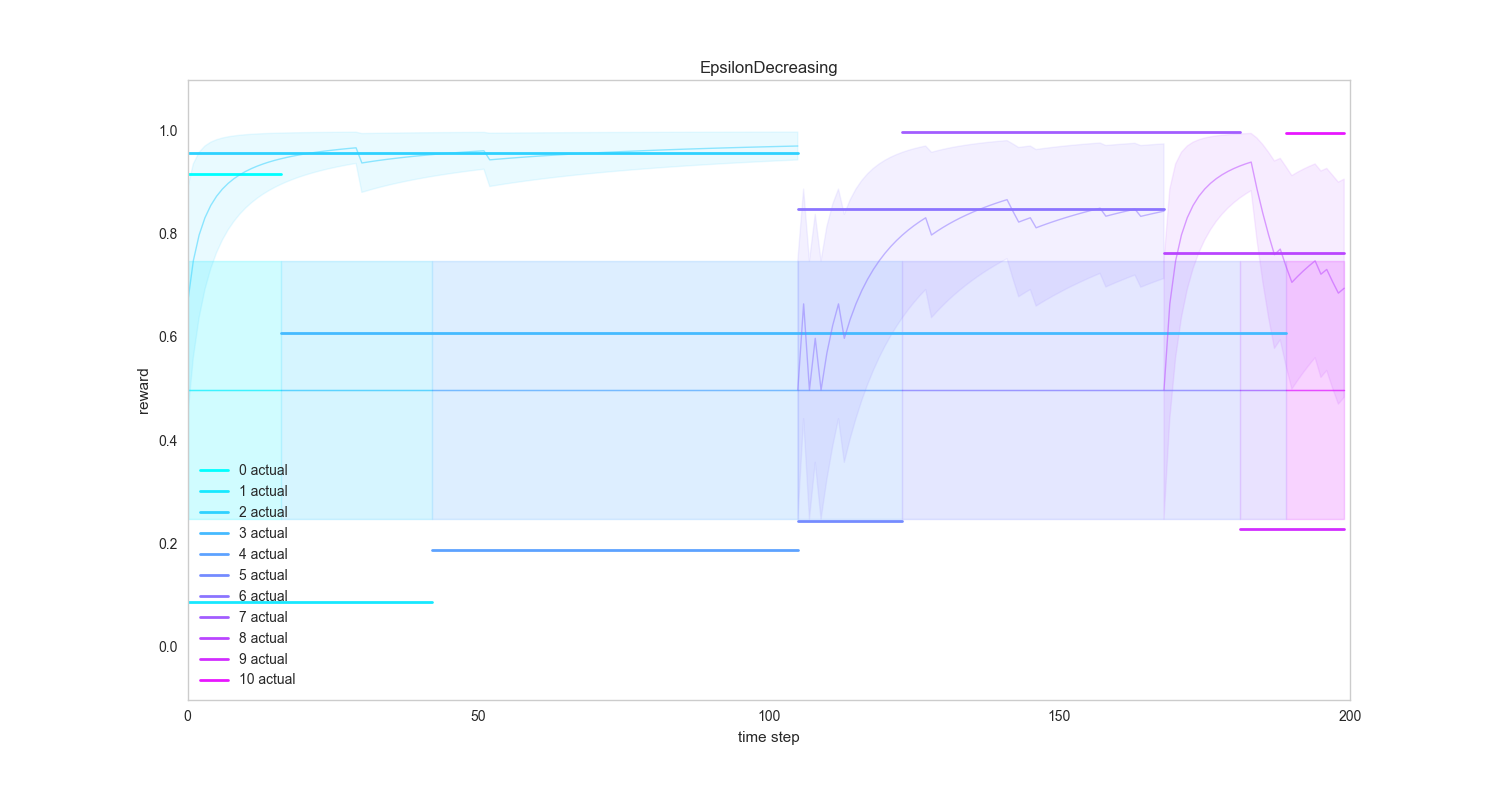 EpsilonDecreasing
reward
1.0
0.8
0.6
0.4
0.2
0.0
0 actual
1 actual
2 actual
3 actual
4 actual
5 actual
6 actual
7 actual
8 actual
9 actual
10 actual
0
50
100
150
200
time step